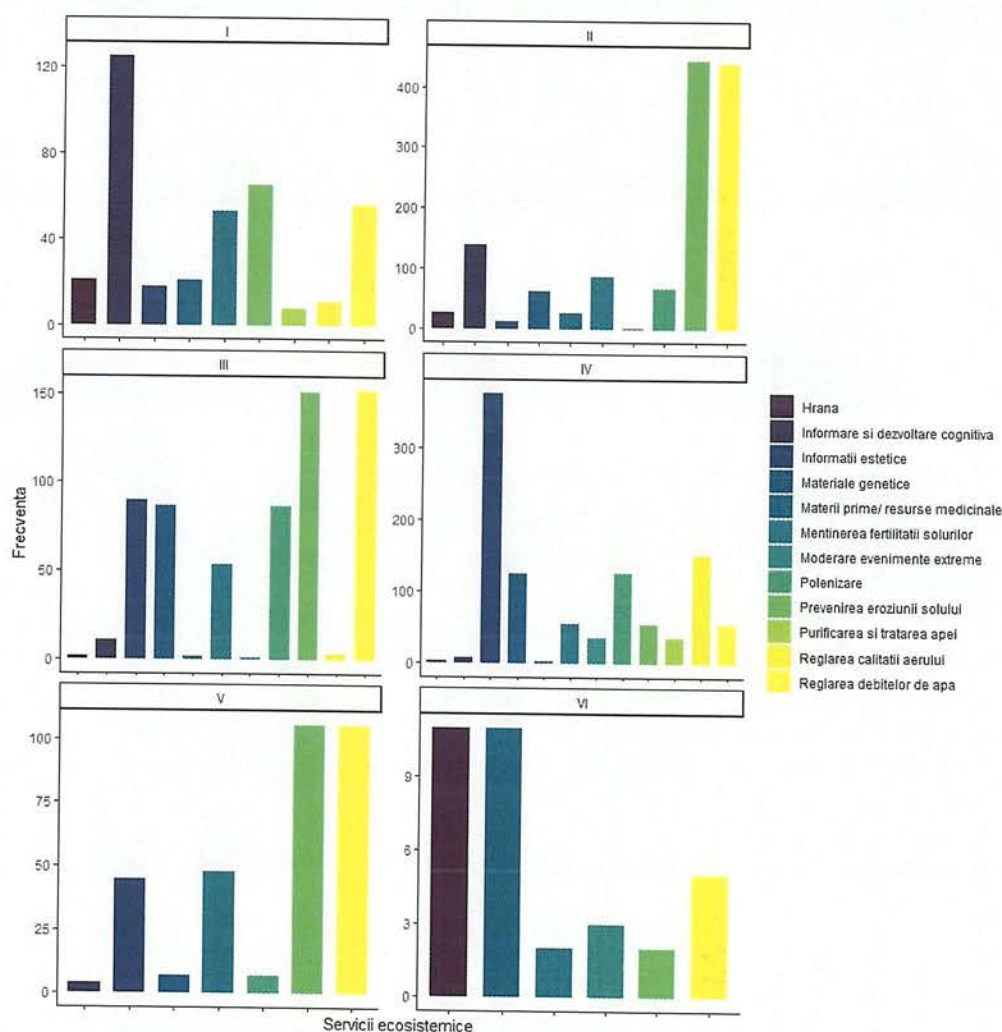 I
II
120
80
40
0
400
300
200
100
0
III
IV
150
100
50
0
300
200
100
0
V
VI
100
75
50
25
0
9
6
3
0
Frecventa
Servicii ecosistemice
Hrana
Informare si dezvoltare cognitiva
Informatii estetice
Materiale genetice
Materii prime/ resurse medicinale
Mentinerea fertilitatii solurilor
Moderare evenimente extreme
Polenizare
Prevenirea eroziunii solului
Purificarea si tratarea apei
Reglarea calitatii aerului
Reglarea debitelor de apa